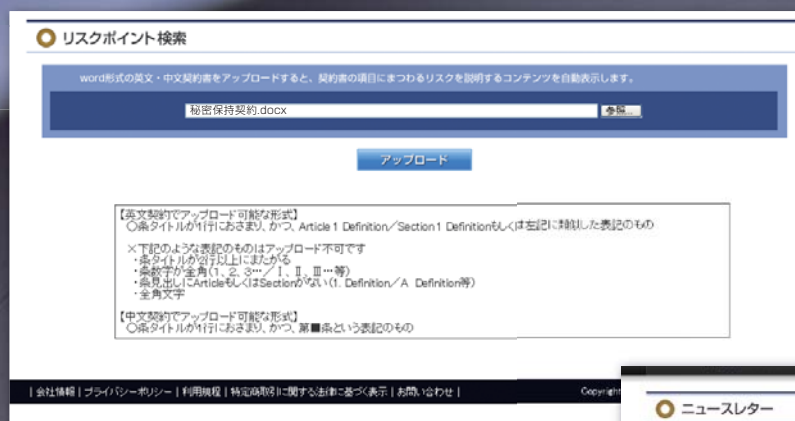 リスクポイント検索
word形式の英文・中文契約書をアップロードすると、契約書の項目にまつわるリスクを説明するコンテンツを自動表示します。
秘密保持契約.docx
参照...
アップロード
【英文契約でアップロード可能な形式】
○条タイトルが1行におさまり、かつ、Article 1 Definition／Section 1 Definitionもしくは左記に類似した表記のもの
×下記のような表記のものはアップロード不可です
・条タイトルが2行以上にまたがる
・条数字が全角(１、２、３…／Ⅰ、Ⅱ、Ⅲ…等)
・条見出しにArticleもしくはSectionがない(1. Definition／A Definition等)
・全角文字
【中文契約でアップロード可能な形式】
○条タイトルが1行におさまり、かつ、第■条という表記のもの
| 会社情報 | プライバシーポリシー | 利用規程 | 特定商取引に関する法律に基づく表示 | お問い合わせ |
Copyright
ニュースレター